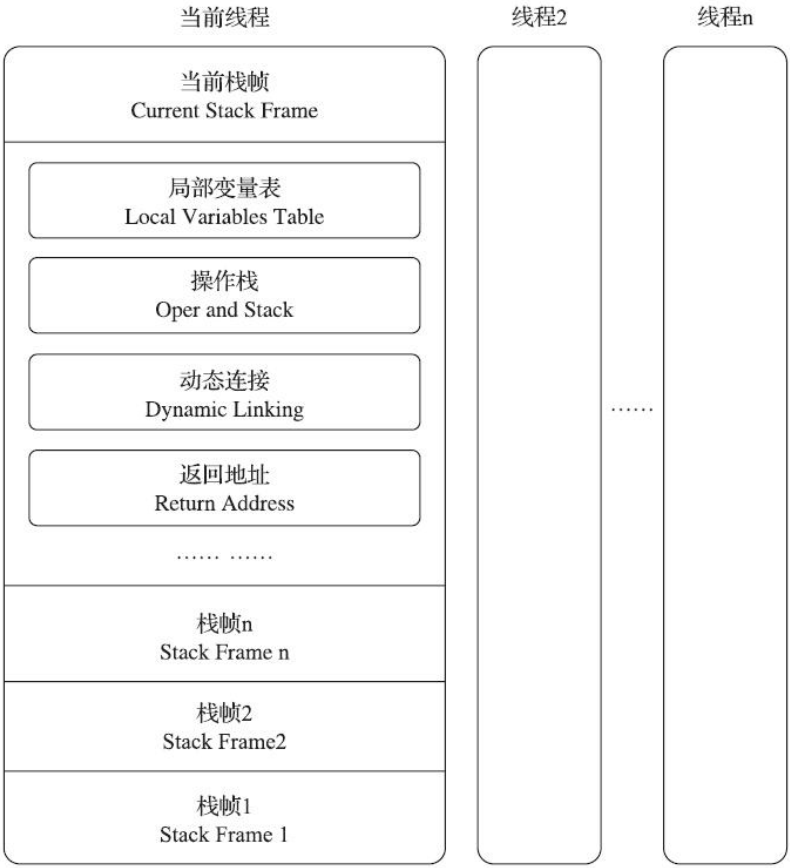 当前线程
线程2
线程n
当前栈帧
Current Stack Frame
局部变量表
Local Variables Table
操作栈
Oper and Stack
动态连接
Dynamic Linking
……
返回地址
Return Address
…… ……
栈帧n
Stack Frame n
栈帧2
Stack Frame2
栈帧1
Stack Frame 1